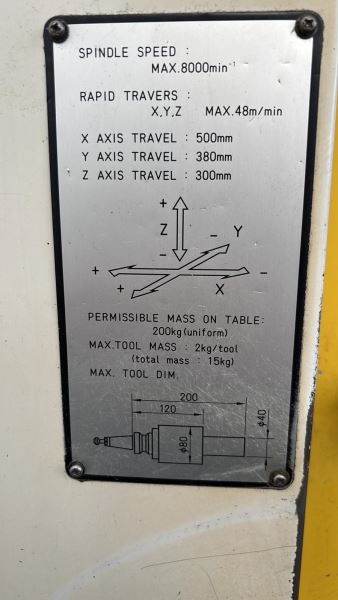 SPINDLE SPEED :
MAX.8000min⁻¹
RAPID TRAVERS :
X,Y,Z MAX.48m/min
X AXIS TRAVEL : 500mm
Y AXIS TRAVEL : 380mm
Z AXIS TRAVEL : 300mm
+
Z
−
− Y
+ −
+ X
PERMISSIBLE MASS ON TABLE:
200kg(uniform)
MAX.TOOL MASS : 2kg/tool
(total mass : 15kg)
MAX. TOOL DIM.
200
120
φ80
φ40